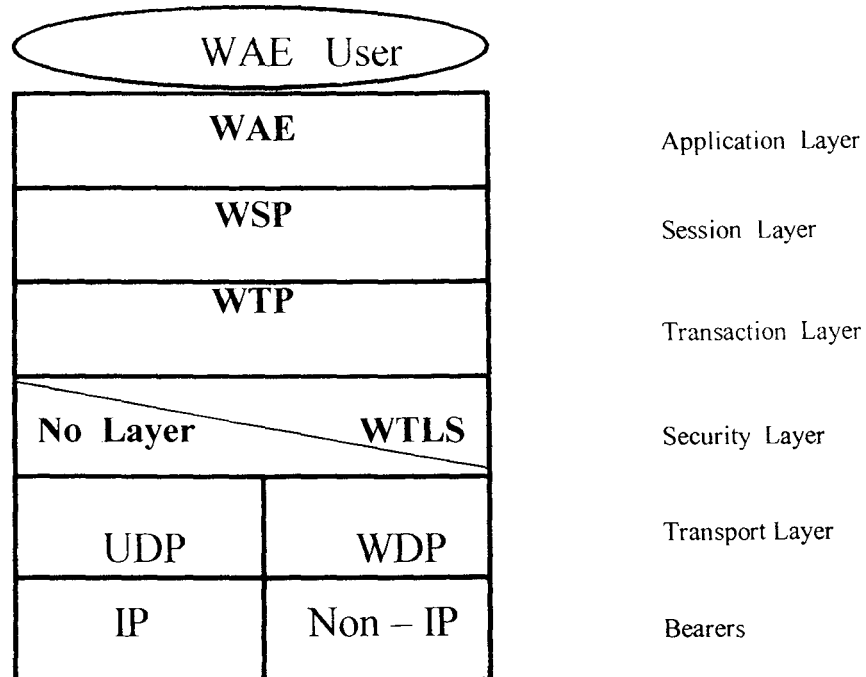 WAE User
WAE
Application Layer
WSP
Session Layer
WTP
Transaction Layer
No Layer WTLS
Security Layer
UDP WDP
Transport Layer
IP Non – IP
Bearers